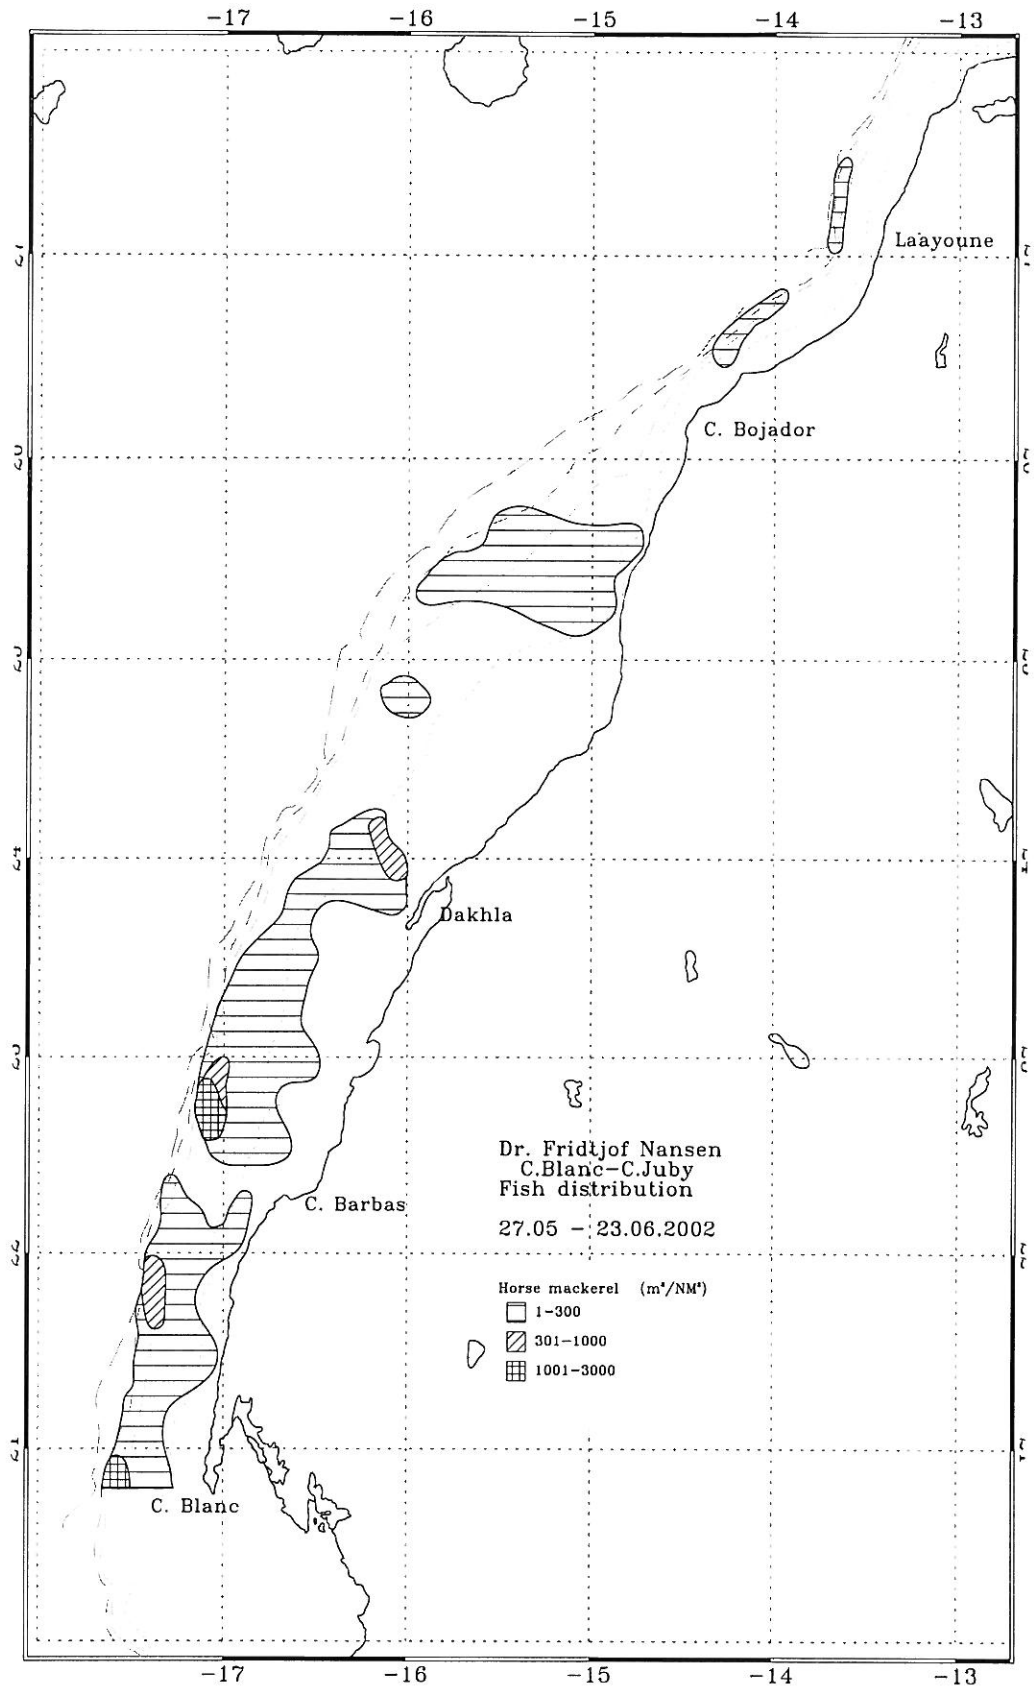 -17 -16 -15 -14 -13
Laayoune
C. Bojador
Dakhla
C. Barbas
Dr. Fridtjof Nansen
C.Blanc-C.Juby
Fish distribution
27.05 - 23.06.2002
Horse mackerel (m²/NM²)
1-300
301-1000
1001-3000
C. Blanc
-17 -16 -15 -14 -13